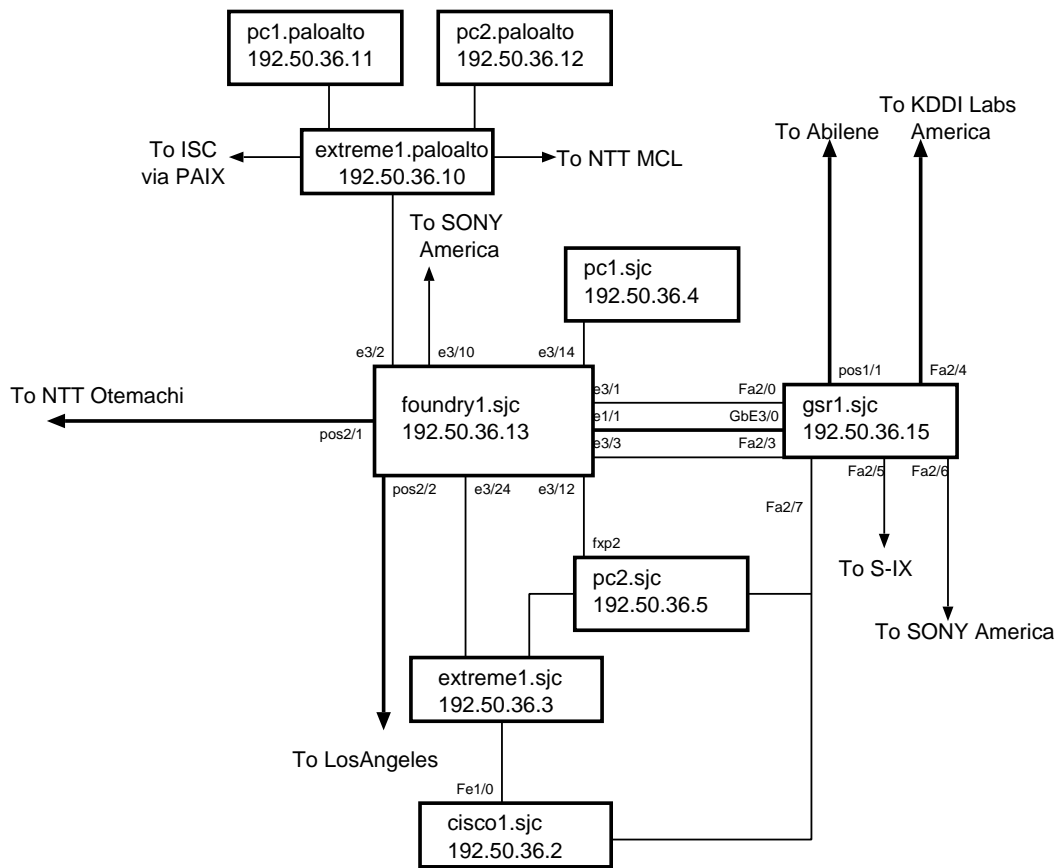 pc1.paloalto
192.50.36.11
pc2.paloalto
192.50.36.12
To ISC
via PAIX
extreme1.paloalto
192.50.36.10
To NTT MCL
To Abilene
To KDDI Labs
America
To SONY
America
pc1.sjc
192.50.36.4
e3/2
e3/10
e3/14
pos1/1
Fa2/4
To NTT Otemachi
pos2/1
foundry1.sjc
192.50.36.13
e3/1
Fa2/0
e1/1
GbE3/0
e3/3
Fa2/3
gsr1.sjc
192.50.36.15
pos2/2
e3/24
e3/12
Fa2/7
Fa2/5
Fa2/6
fxp2
pc2.sjc
192.50.36.5
To S-IX
To SONY America
extreme1.sjc
192.50.36.3
To LosAngeles
Fe1/0
cisco1.sjc
192.50.36.2